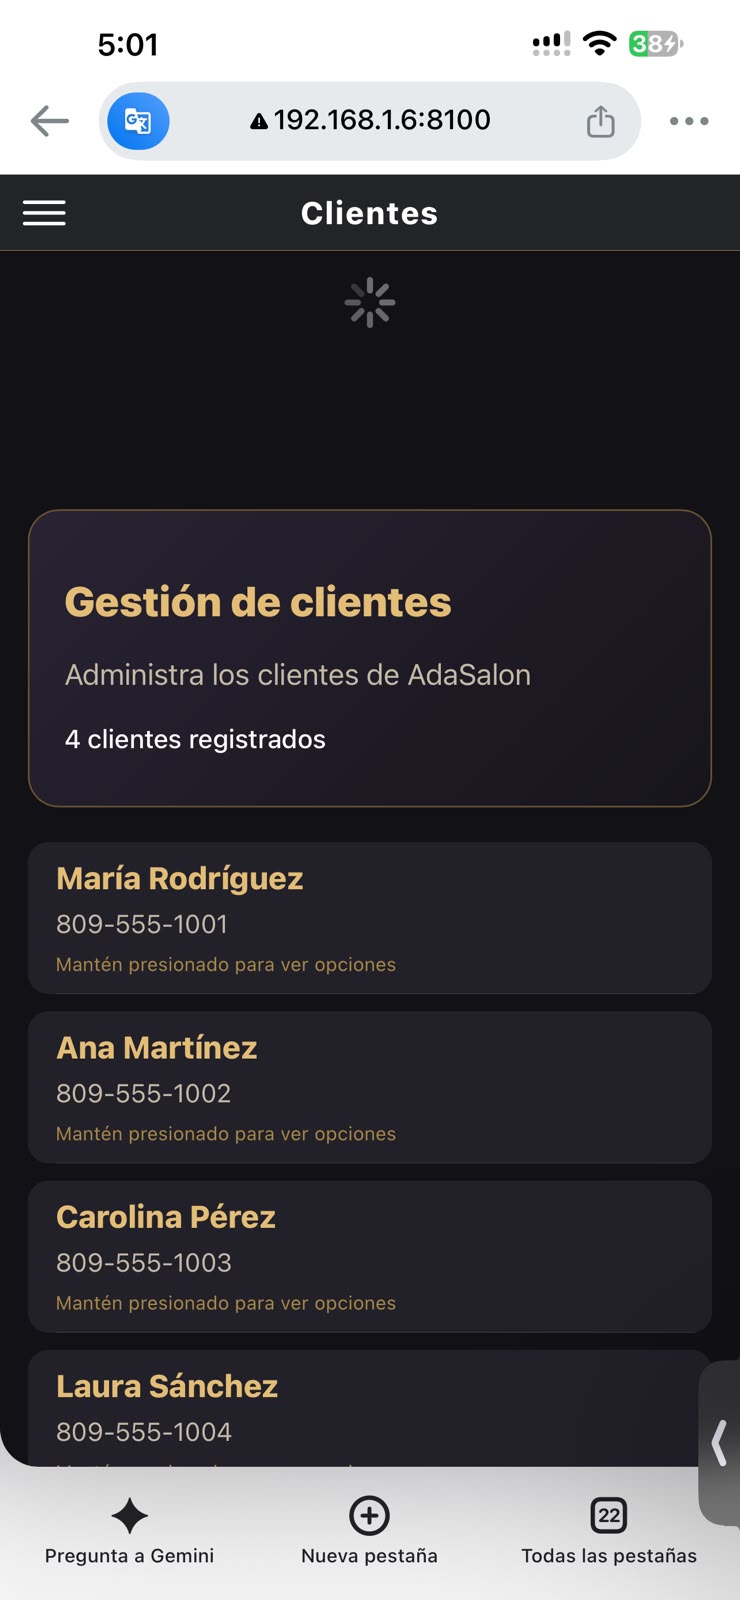 5:01
38
192.168.1.6:8100
Clientes
Gestión de clientes
Administra los clientes de AdaSalon
4 clientes registrados
María Rodríguez
809-555-1001
Mantén presionado para ver opciones
Ana Martínez
809-555-1002
Mantén presionado para ver opciones
Carolina Pérez
809-555-1003
Mantén presionado para ver opciones
Laura Sánchez
809-555-1004
22
Pregunta a Gemini
Nueva pestaña
Todas las pestañas